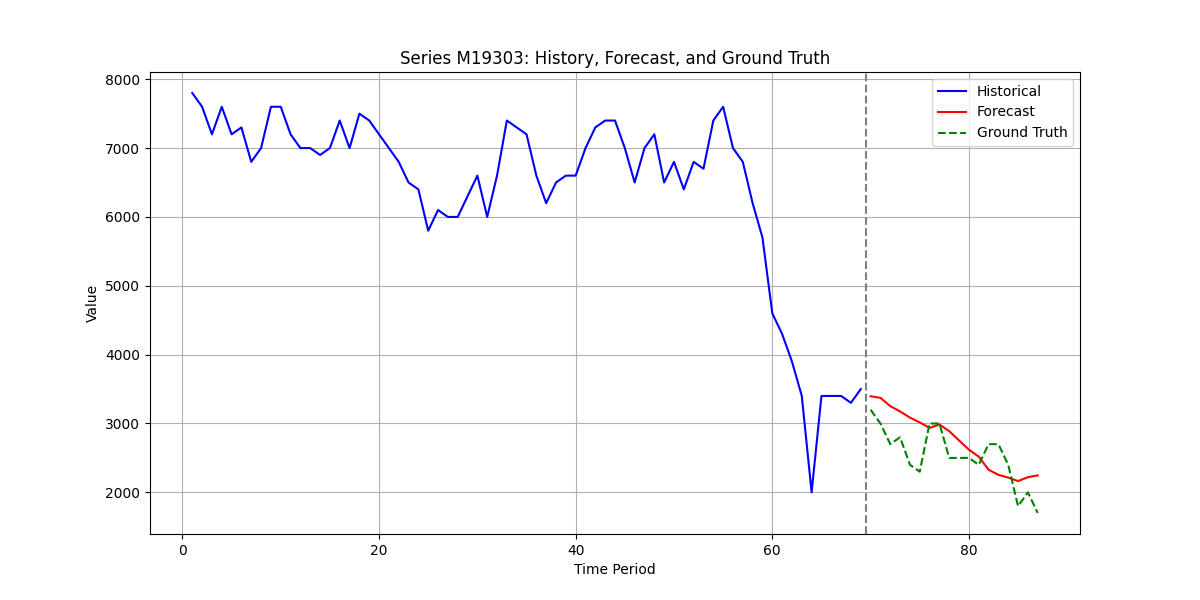 Series M19303: History, Forecast, and Ground Truth
Historical
Forecast
Ground Truth
Value
8000
7000
6000
5000
4000
3000
2000
0
20
40
60
80
Time Period